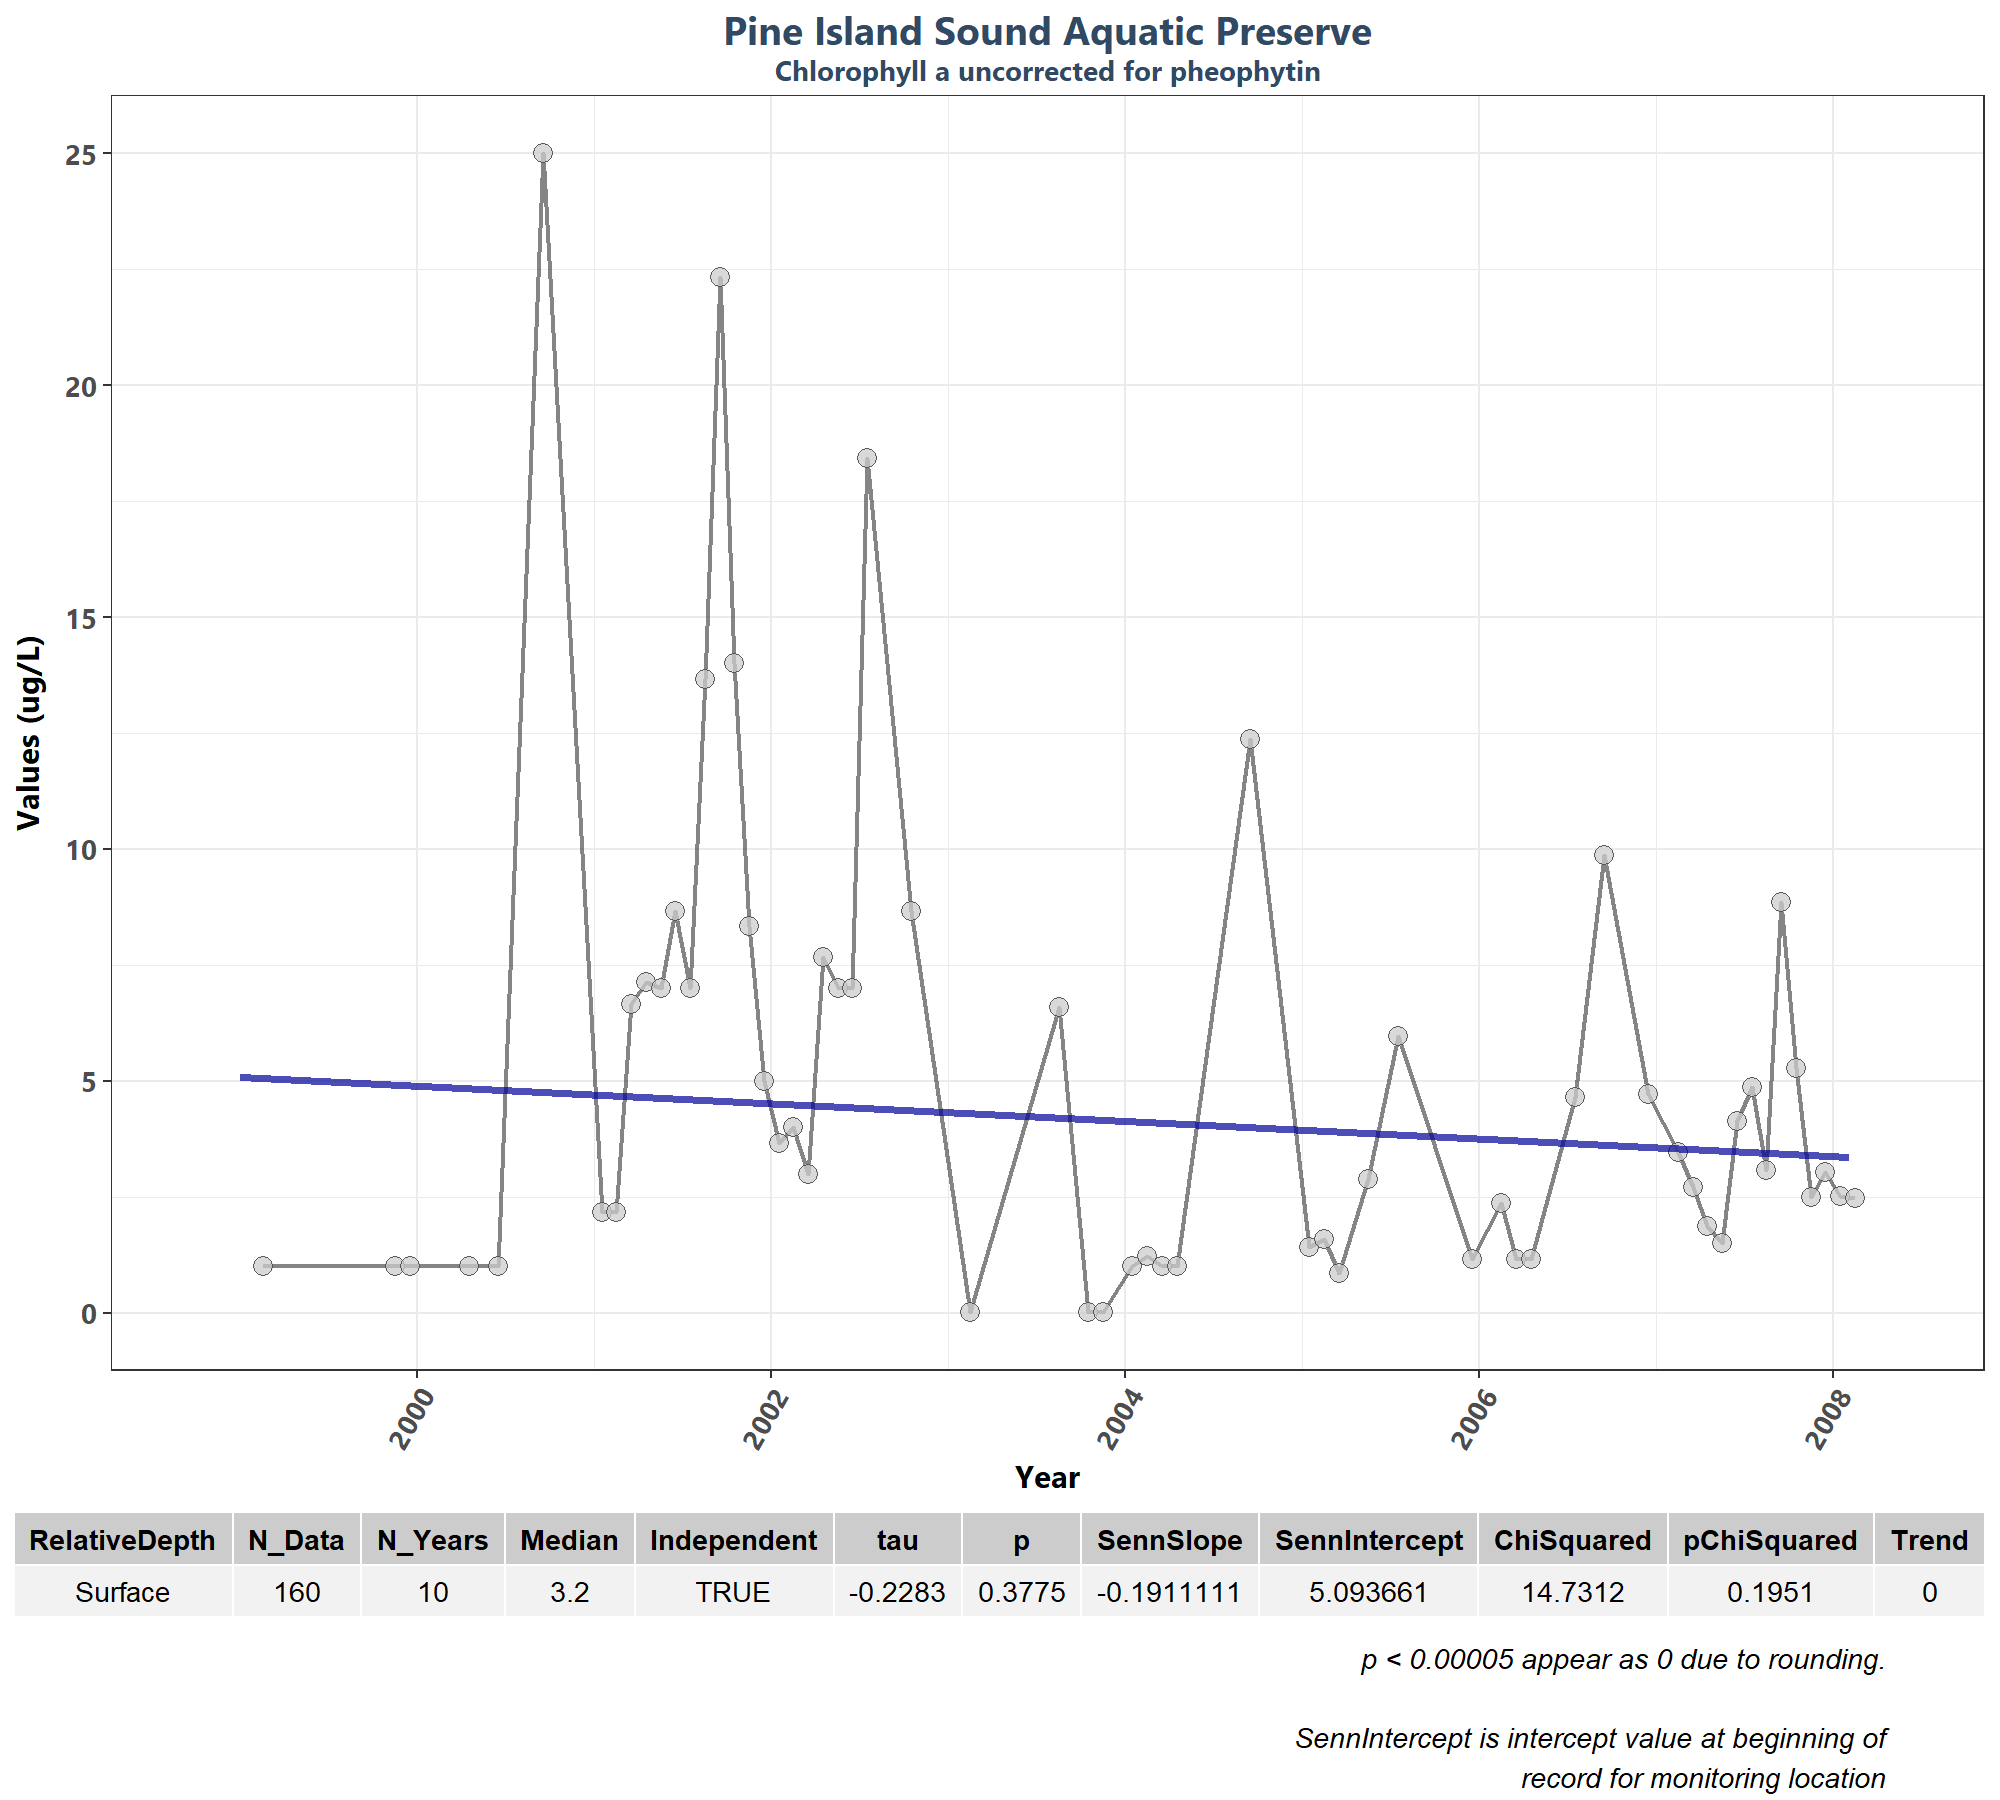 Pine Island Sound Aquatic Preserve
Chlorophyll a uncorrected for pheophytin
Values (ug/L)
25
20
15
10
5
0
2000 2002 2004 2006 2008
Year
RelativeDepth N_Data N_Years Median Independent tau p SennSlope SennIntercept ChiSquared pChiSquared Trend
Surface 160 10 3.2 TRUE -0.2283 0.3775 -0.1911111 5.093661 14.7312 0.1951 0
p < 0.00005 appear as 0 due to rounding.
SennIntercept is intercept value at beginning of
record for monitoring location